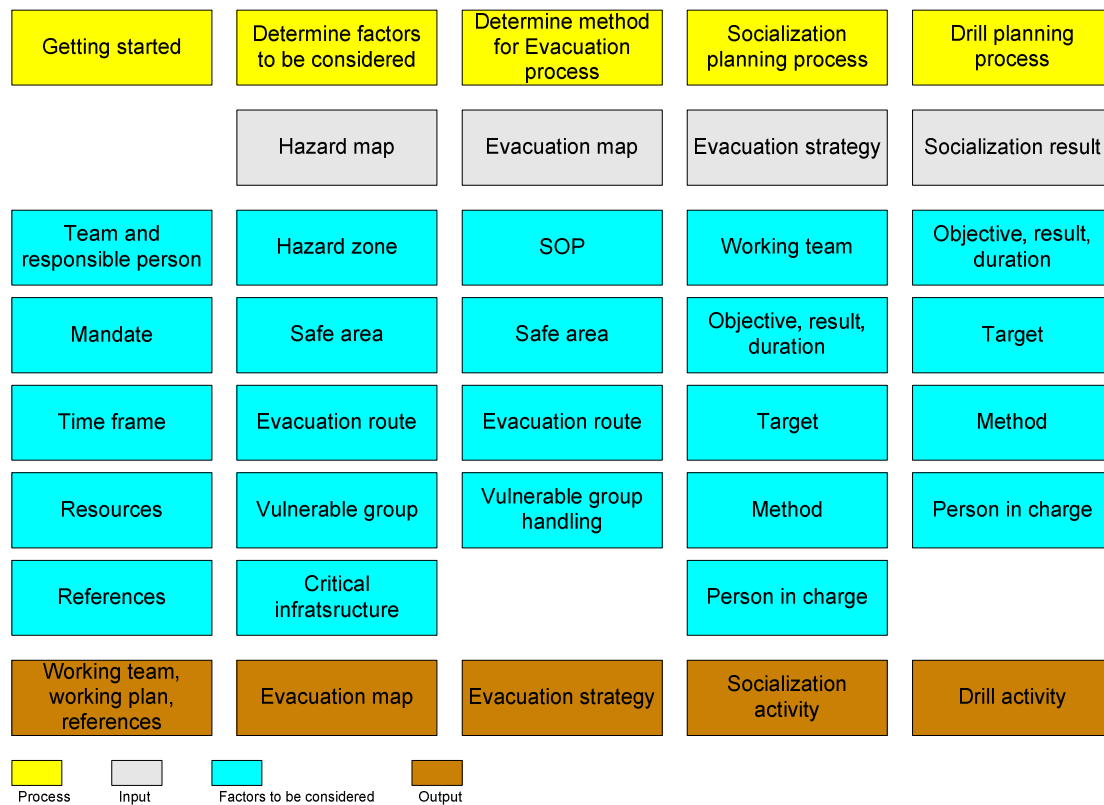 Getting started
Determine factors
to be considered
Determine method
for Evacuation
process
Socialization
planning process
Drill planning
process
Hazard map
Evacuation map
Evacuation strategy
Socialization result
Team and
responsible person
Hazard zone
SOP
Working team
Objective, result,
duration
Mandate
Safe area
Safe area
Objective, result,
duration
Target
Time frame
Evacuation route
Evacuation route
Target
Method
Resources
Vulnerable group
Vulnerable group
handling
Method
Person in charge
References
Critical
infratsructure
Person in charge
Working team,
working plan,
references
Evacuation map
Evacuation strategy
Socialization
activity
Drill activity
Process
Input
Factors to be considered
Output